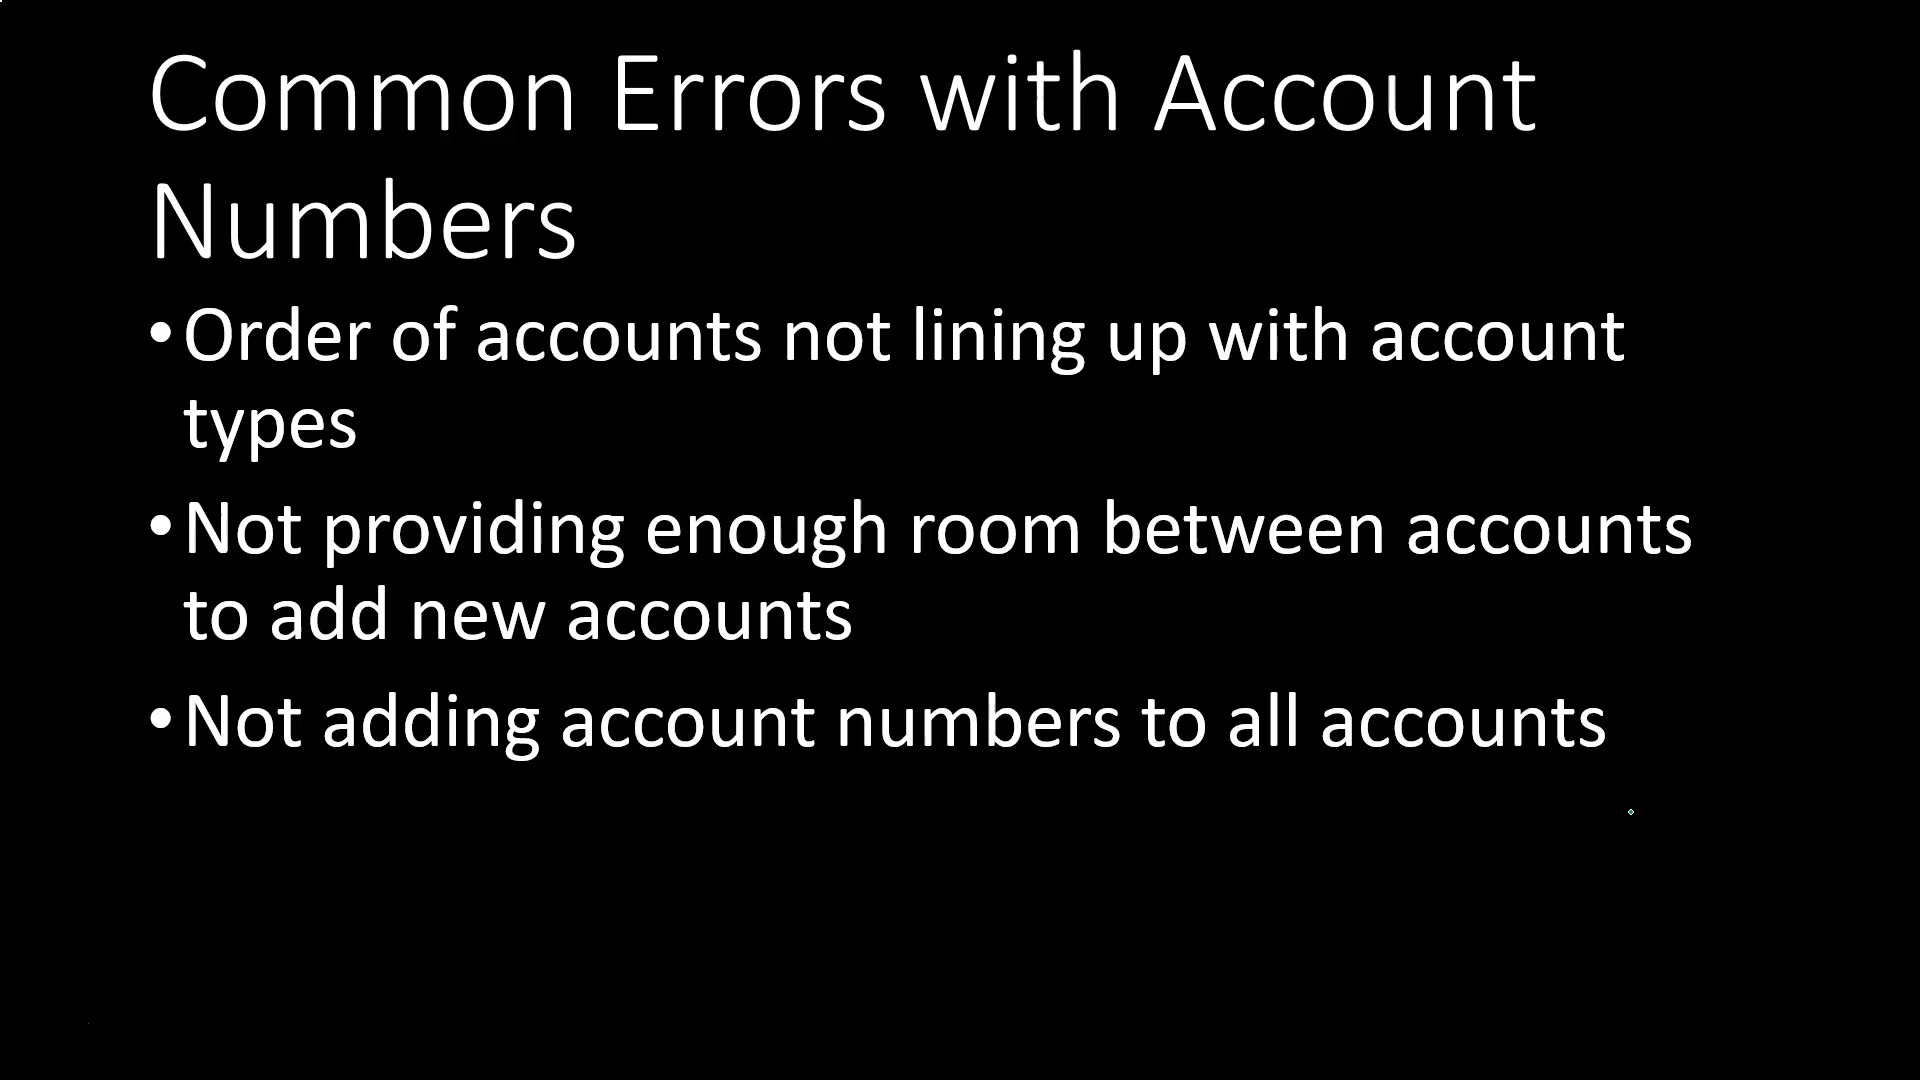 Common Errors with Account
Numbers
•Order of accounts not lining up with account
types
•Not providing enough room between accounts
to add new accounts
•Not adding account numbers to all accounts